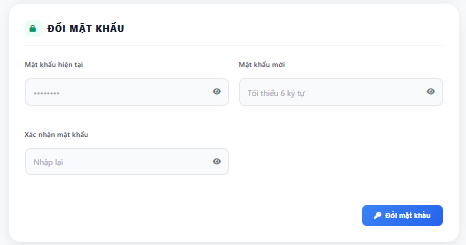 ĐỔI MẬT KHẨU
Mật khẩu hiện tại
Mật khẩu mới
••••••••
Tối thiểu 6 ký tự
Xác nhận mật khẩu
Nhập lại
Đổi mật khẩu